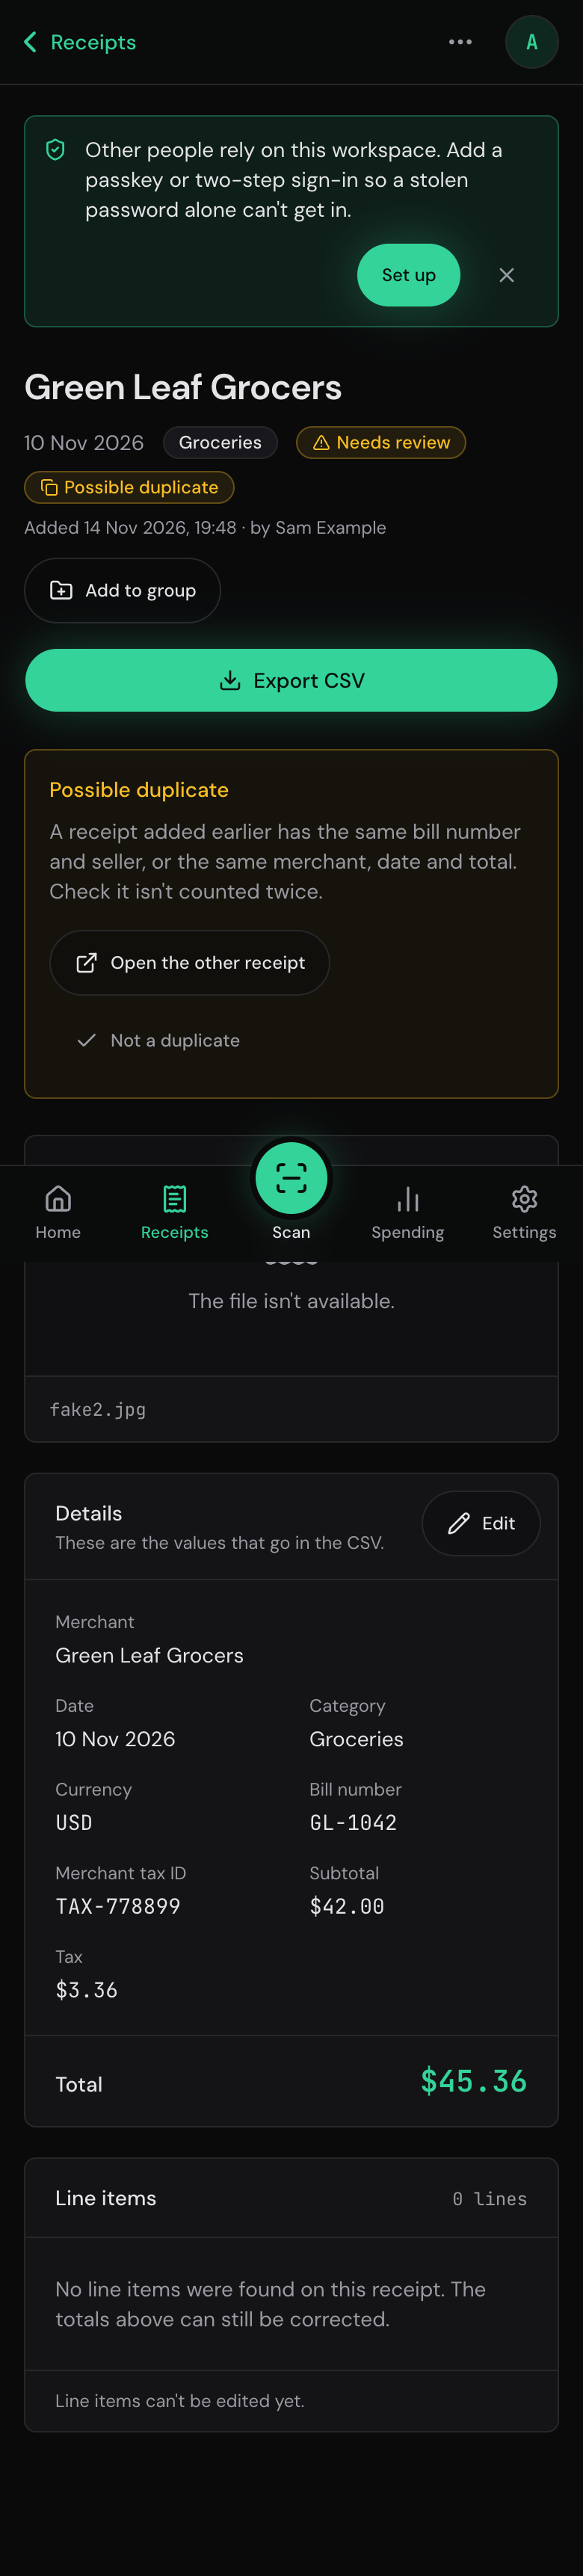 Receipts
A
Other people rely on this workspace. Add a
passkey or two-step sign-in so a stolen
password alone can't get in.
Set up
Green Leaf Grocers
10 Nov 2026
Groceries
Needs review
Possible duplicate
Added 14 Nov 2026, 19:48 · by Sam Example
Add to group
Export CSV
Possible duplicate
A receipt added earlier has the same bill number
and seller, or the same merchant, date and total.
Check it isn't counted twice.
Open the other receipt
Not a duplicate
Home
Receipts
Scan
Spending
Settings
The file isn't available.
fake2.jpg
Details
These are the values that go in the CSV.
Edit
Merchant
Green Leaf Grocers
Date
Category
10 Nov 2026
Groceries
Currency
Bill number
USD
GL-1042
Merchant tax ID
Subtotal
TAX-778899
$42.00
Tax
$3.36
Total
$45.36
Line items
0 lines
No line items were found on this receipt. The
totals above can still be corrected.
Line items can't be edited yet.